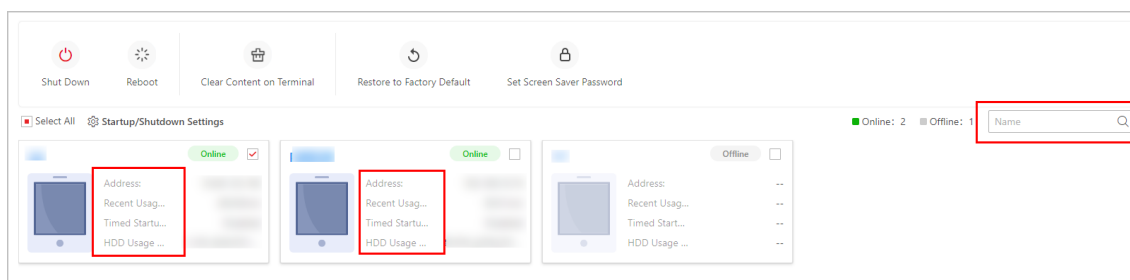 Shut Down Reboot Clear Content on Terminal Restore to Factory Default Set Screen Saver Password
Select All Startup/Shutdown Settings Online: 2 Offline: 1 Name
Online Online Offline
Address: Address: Address: --
Recent Usag... Recent Usag... Recent Usag... --
Timed Startu... Timed Startu... Timed Start... --
HDD Usage ... HDD Usage ... HDD Usage ... --